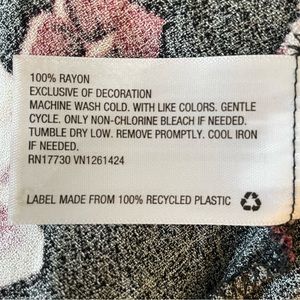 100% RAYON
EXCLUSIVE OF DECORATION
MACHINE WASH COLD. WITH LIKE COLORS. GENTLE
CYCLE. ONLY NON-CHLORINE BLEACH IF NEEDED.
TUMBLE DRY LOW. REMOVE PROMPTLY. COOL IRON
IF NEEDED.
RN17730 VN1261424
LABEL MADE FROM 100% RECYCLED PLASTIC